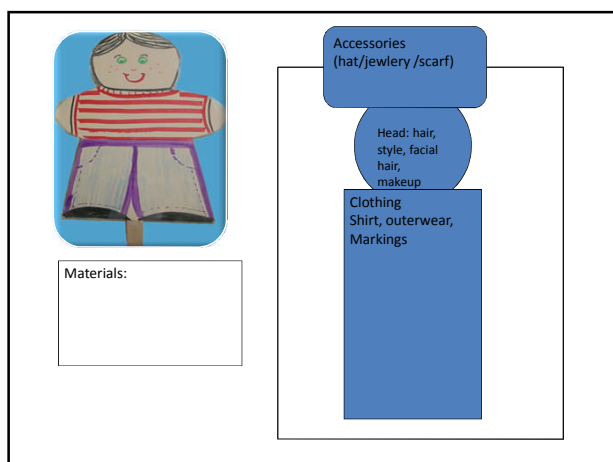 Accessories
(hat/jewlery /scarf)
Head: hair,
style, facial
hair,
makeup
Clothing
Shirt, outerwear,
Markings
Materials: